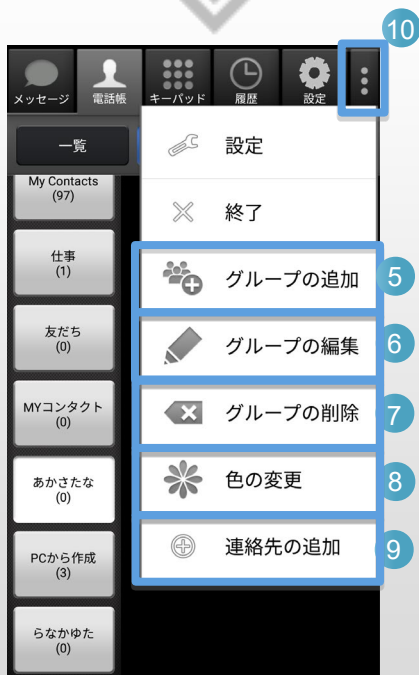 10
メッセージ 電話帳 キーパッド 履歴 設定
一覧
設定
My Contacts
(97)
終了
仕事
(1)
グループの追加 5
友だち
(0)
グループの編集 6
MYコンタクト
(0)
グループの削除 7
あかさたな
(0)
色の変更 8
PCから作成
(3)
連絡先の追加 9
らなかゆた
(0)